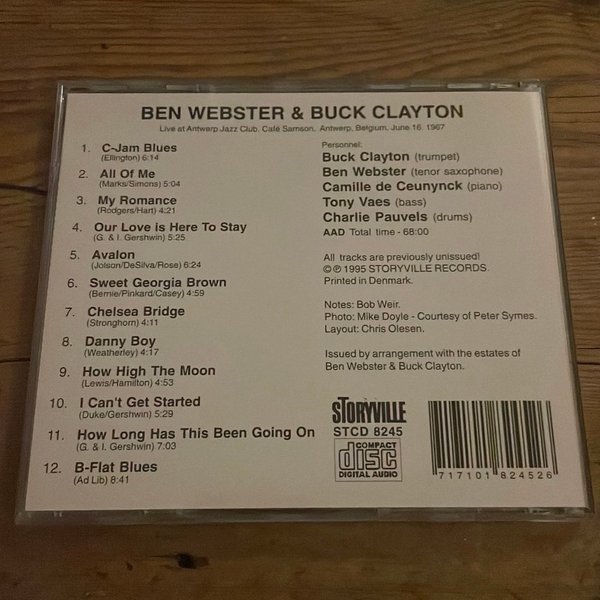 BEN WEBSTER & BUCK CLAYTON
Live at Antwerp Jazz Club, Café Samson, Antwerp, Belgium, June 16, 1967
1. C-Jam Blues
(Ellington) 6:14
2. All Of Me
(Marks/Simons) 5:04
3. My Romance
(Rodgers/Hart) 4:21
4. Our Love is Here To Stay
(G. & I. Gershwin) 5:25
5. Avalon
(Jolson/DeSilva/Rose) 6:24
6. Sweet Georgia Brown
(Bernie/Pinkard/Casey) 4:59
7. Chelsea Bridge
(Stronghorn) 4:11
8. Danny Boy
(Weatherley) 4:17
9. How High The Moon
(Lewis/Hamilton) 4:53
10. I Can't Get Started
(Duke/Gershwin) 5:29
11. How Long Has This Been Going On
(G. & I. Gershwin) 7:03
12. B-Flat Blues
(Ad Lib) 8:41
Personnel:
Buck Clayton (trumpet)
Ben Webster (tenor saxophone)
Camille de Ceunynck (piano)
Tony Vaes (bass)
Charlie Pauvels (drums)
AAD Total time - 68:00
All tracks are previously unissued!
©℗ 1995 STORYVILLE RECORDS.
Printed in Denmark.
Notes: Bob Weir.
Photo: Mike Doyle - Courtesy of Peter Symes.
Layout: Chris Olesen.
Issued by arrangement with the estates of
Ben Webster & Buck Clayton.
STORYVILLE
STCD 8245
COMPACT
disc
DIGITAL AUDIO
717101 824526